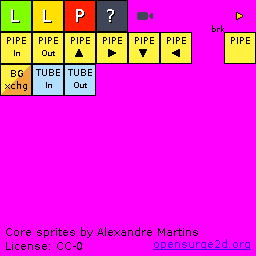 L L P ?
brk
PIPE PIPE PIPE PIPE PIPE PIPE PIPE
In Out
BG TUBE TUBE
xchg In Out
Core sprites by Alexandre Martins
License: CC-0 opensurge2d.org